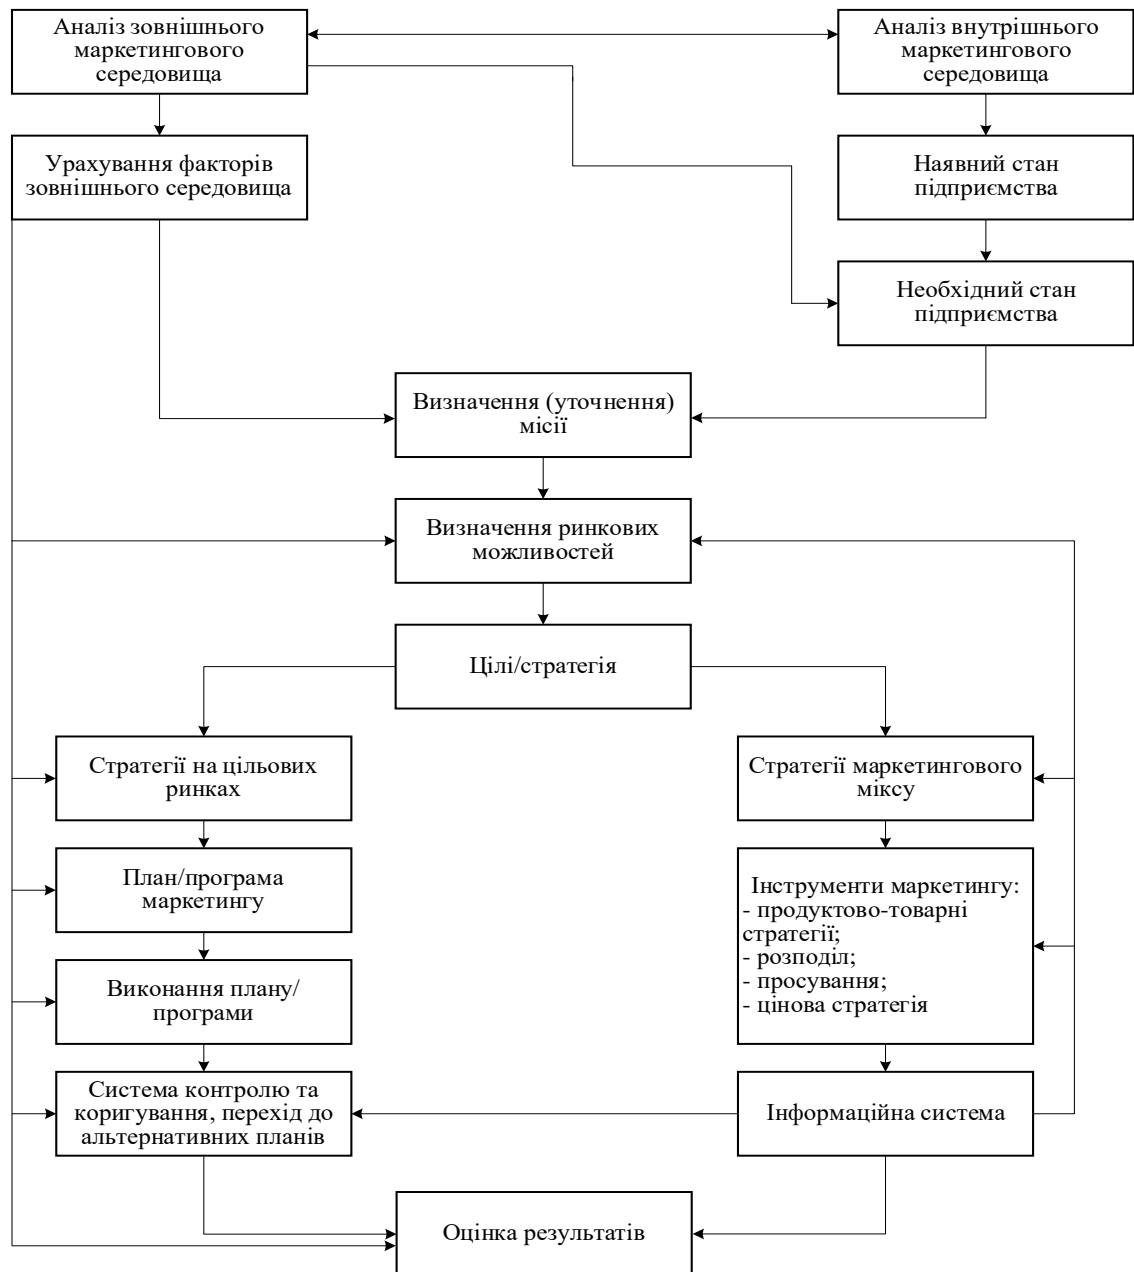 Аналіз зовнішнього
маркетингового
середовища
Аналіз внутрішнього
маркетингового
середовища
Урахування факторів
зовнішнього середовища
Наявний стан
підприємства
Необхідний стан
підприємства
Визначення (уточнення)
місії
Визначення ринкових
можливостей
Цілі/стратегія
Стратегії на цільових
ринках
Стратегії маркетингового
міксу
План/програма
маркетингу
Інструменти маркетингу:
- продуктово-товарні
стратегії;
- розподіл;
- просування;
- цінова стратегія
Виконання плану/
програми
Система контролю та
коригування, перехід до
альтернативних планів
Інформаційна система
Оцінка результатів